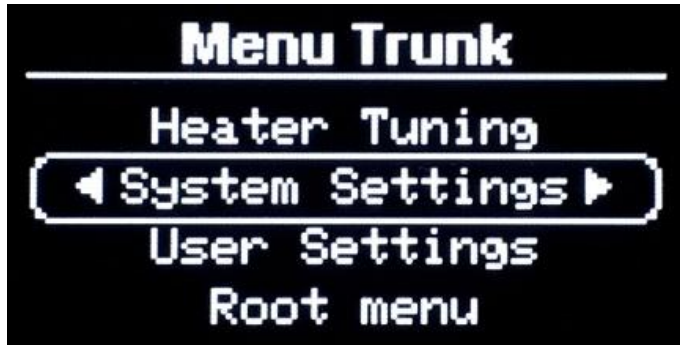 Menu Trunk
Heater Tuning
System Settings
User Settings
Root menu